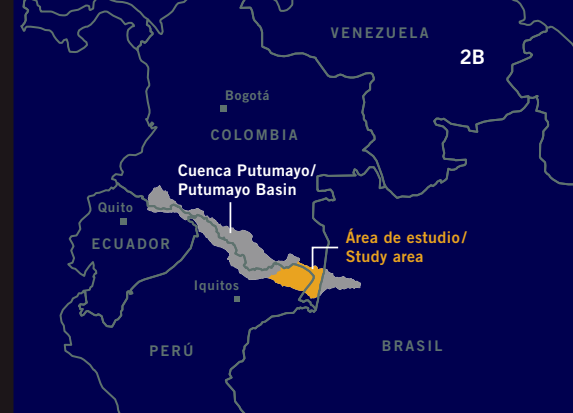 VENEZUELA
2B
Bogotá
COLOMBIA
Cuenca Putumayo/
Putumayo Basin
Quito
ECUADOR
Área de estudio/
Study area
Iquitos
PERÚ
BRASIL